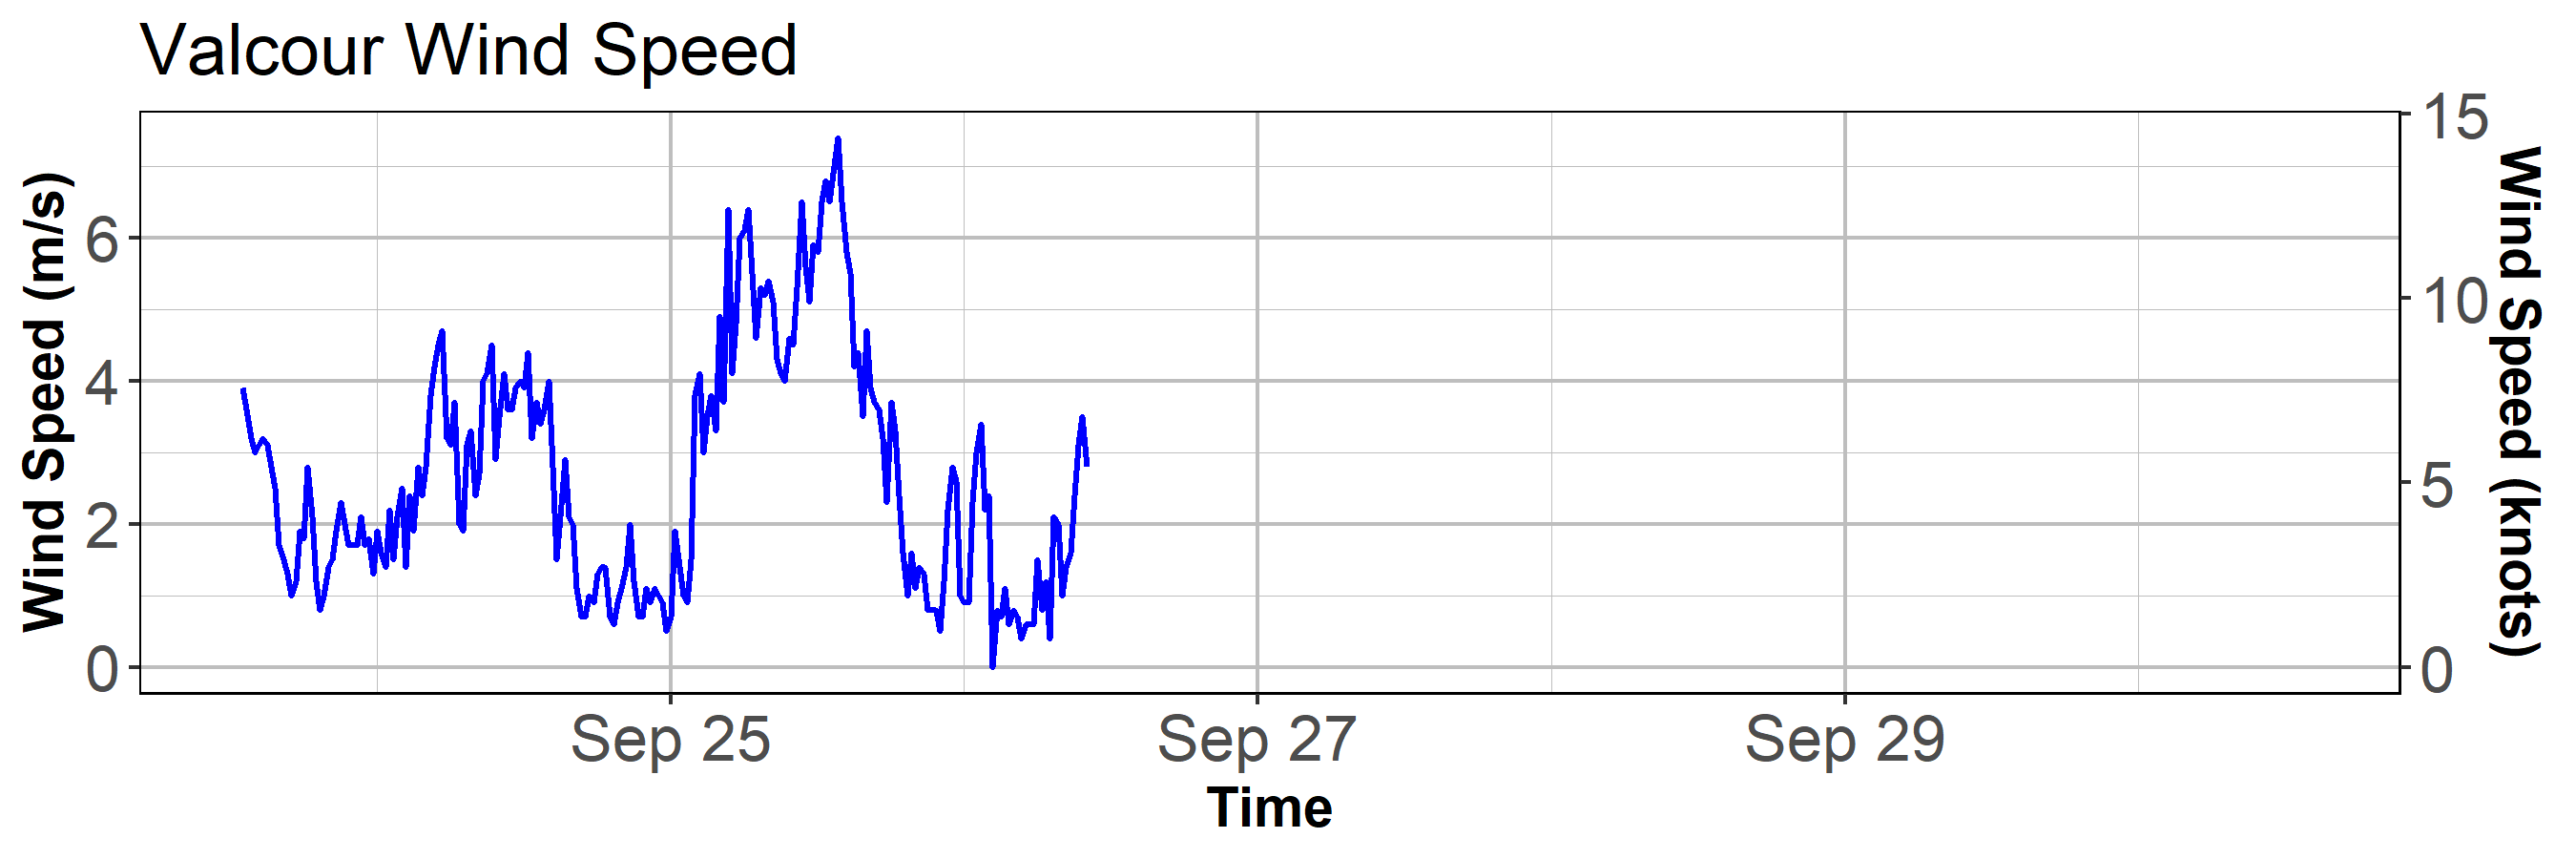 Valcour Wind Speed
Wind Speed (m/s)
6
4
2
0
15
10
5
0
Wind Speed (knots)
Sep 25
Sep 27
Sep 29
Time